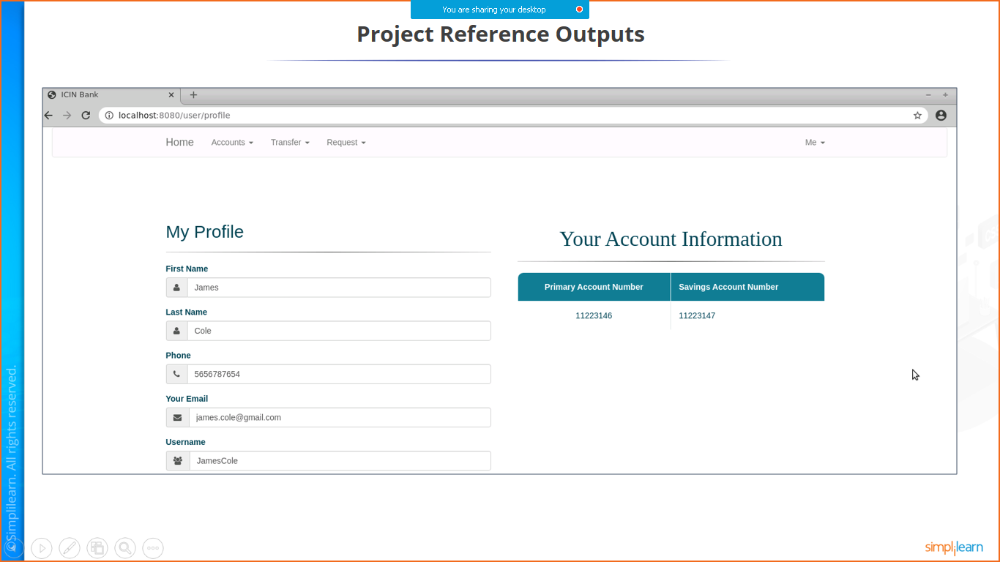 You are sharing your desktop
Project Reference Outputs
ICIN Bank
localhost:8080/user/profile
Home Accounts Transfer Request Me
My Profile
Your Account Information
First Name
James
Primary Account Number Savings Account Number
Last Name
11223146 11223147
Cole
Phone
5656787654
Your Email
james.cole@gmail.com
Username
JamesCole
©Simplilearn. All rights reserved.
simplilearn